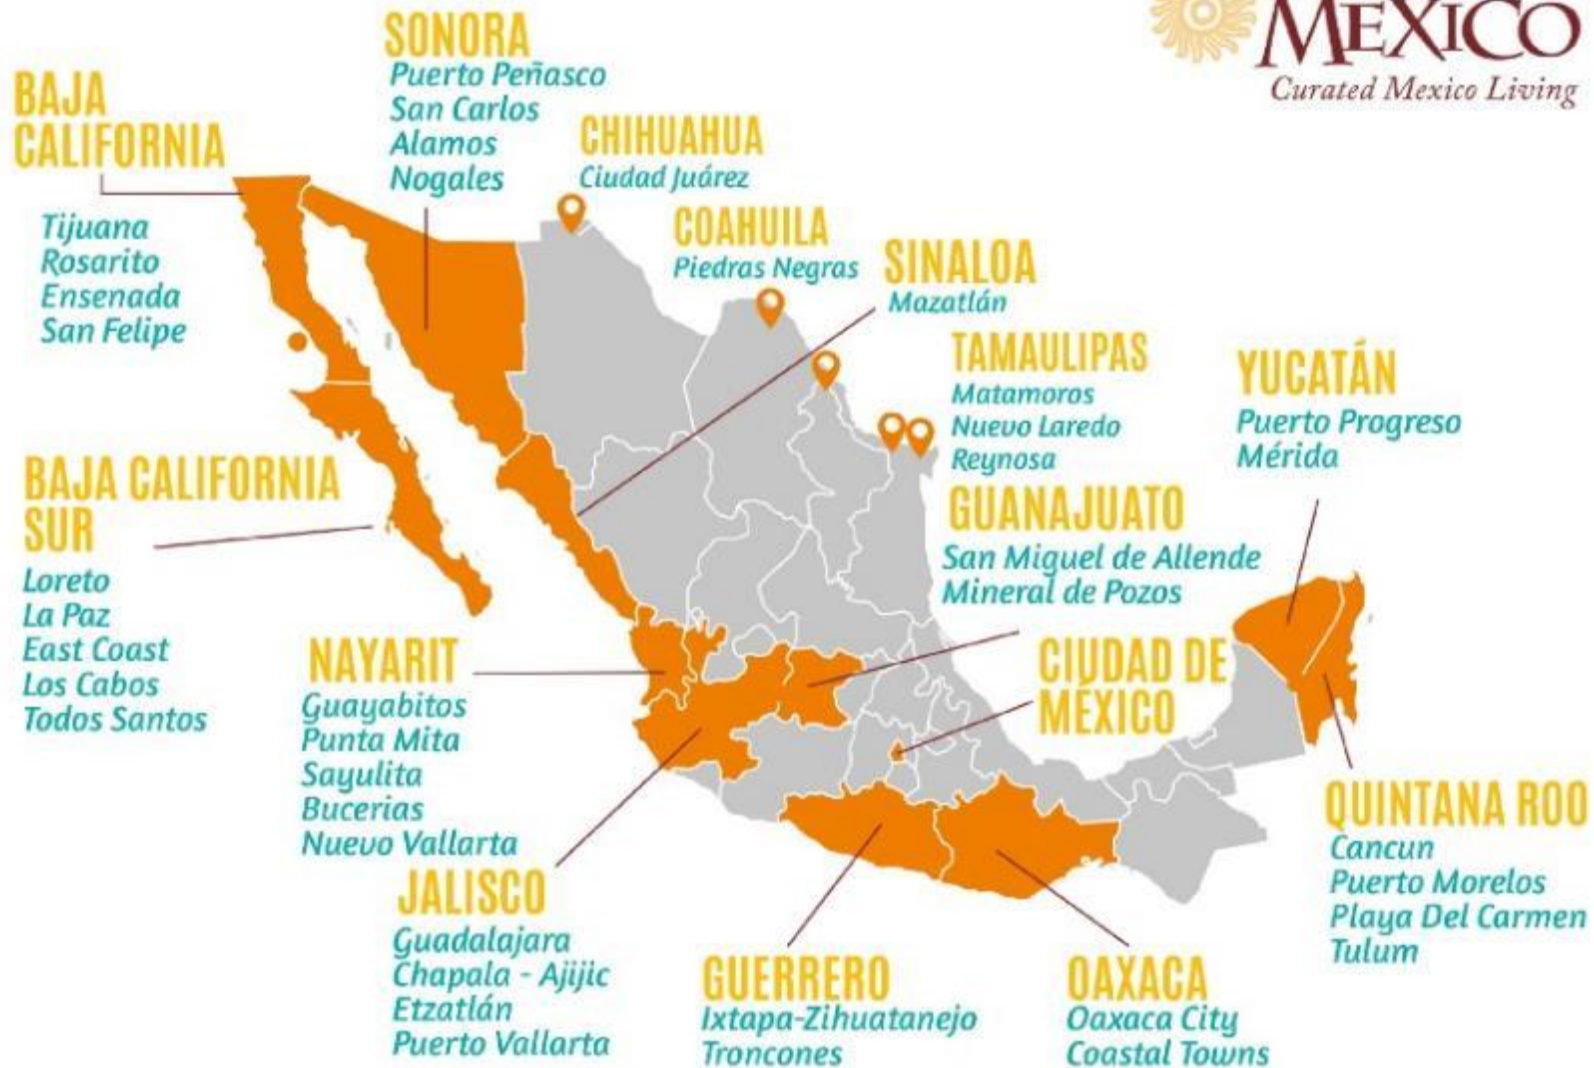 MEXICO
Curated Mexico Living
SONORA
Puerto Peñasco
San Carlos
Alamos
Nogales
BAJA
CALIFORNIA
Tijuana
Rosarito
Ensenada
San Felipe
CHIHUAHUA
Ciudad Juárez
COAHUILA
Piedras Negras
SINALOA
Mazatlán
TAMAULIPAS
Matamoros
Nuevo Laredo
Reynosa
YUCATÁN
Puerto Progreso
Mérida
BAJA CALIFORNIA
SUR
Loreto
La Paz
East Coast
Los Cabos
Todos Santos
GUANAJUATO
San Miguel de Allende
Mineral de Pozos
NAYARIT
Guayabitos
Punta Mita
Sayulita
Bucerias
Nuevo Vallarta
CIUDAD DE
MÉXICO
QUINTANA ROO
Cancun
Puerto Morelos
Playa Del Carmen
Tulum
JALISCO
Guadalajara
Chapala - Ajijic
Etzatlán
Puerto Vallarta
GUERRERO
Ixtapa-Zihuatanejo
Troncones
OAXACA
Oaxaca City
Coastal Towns